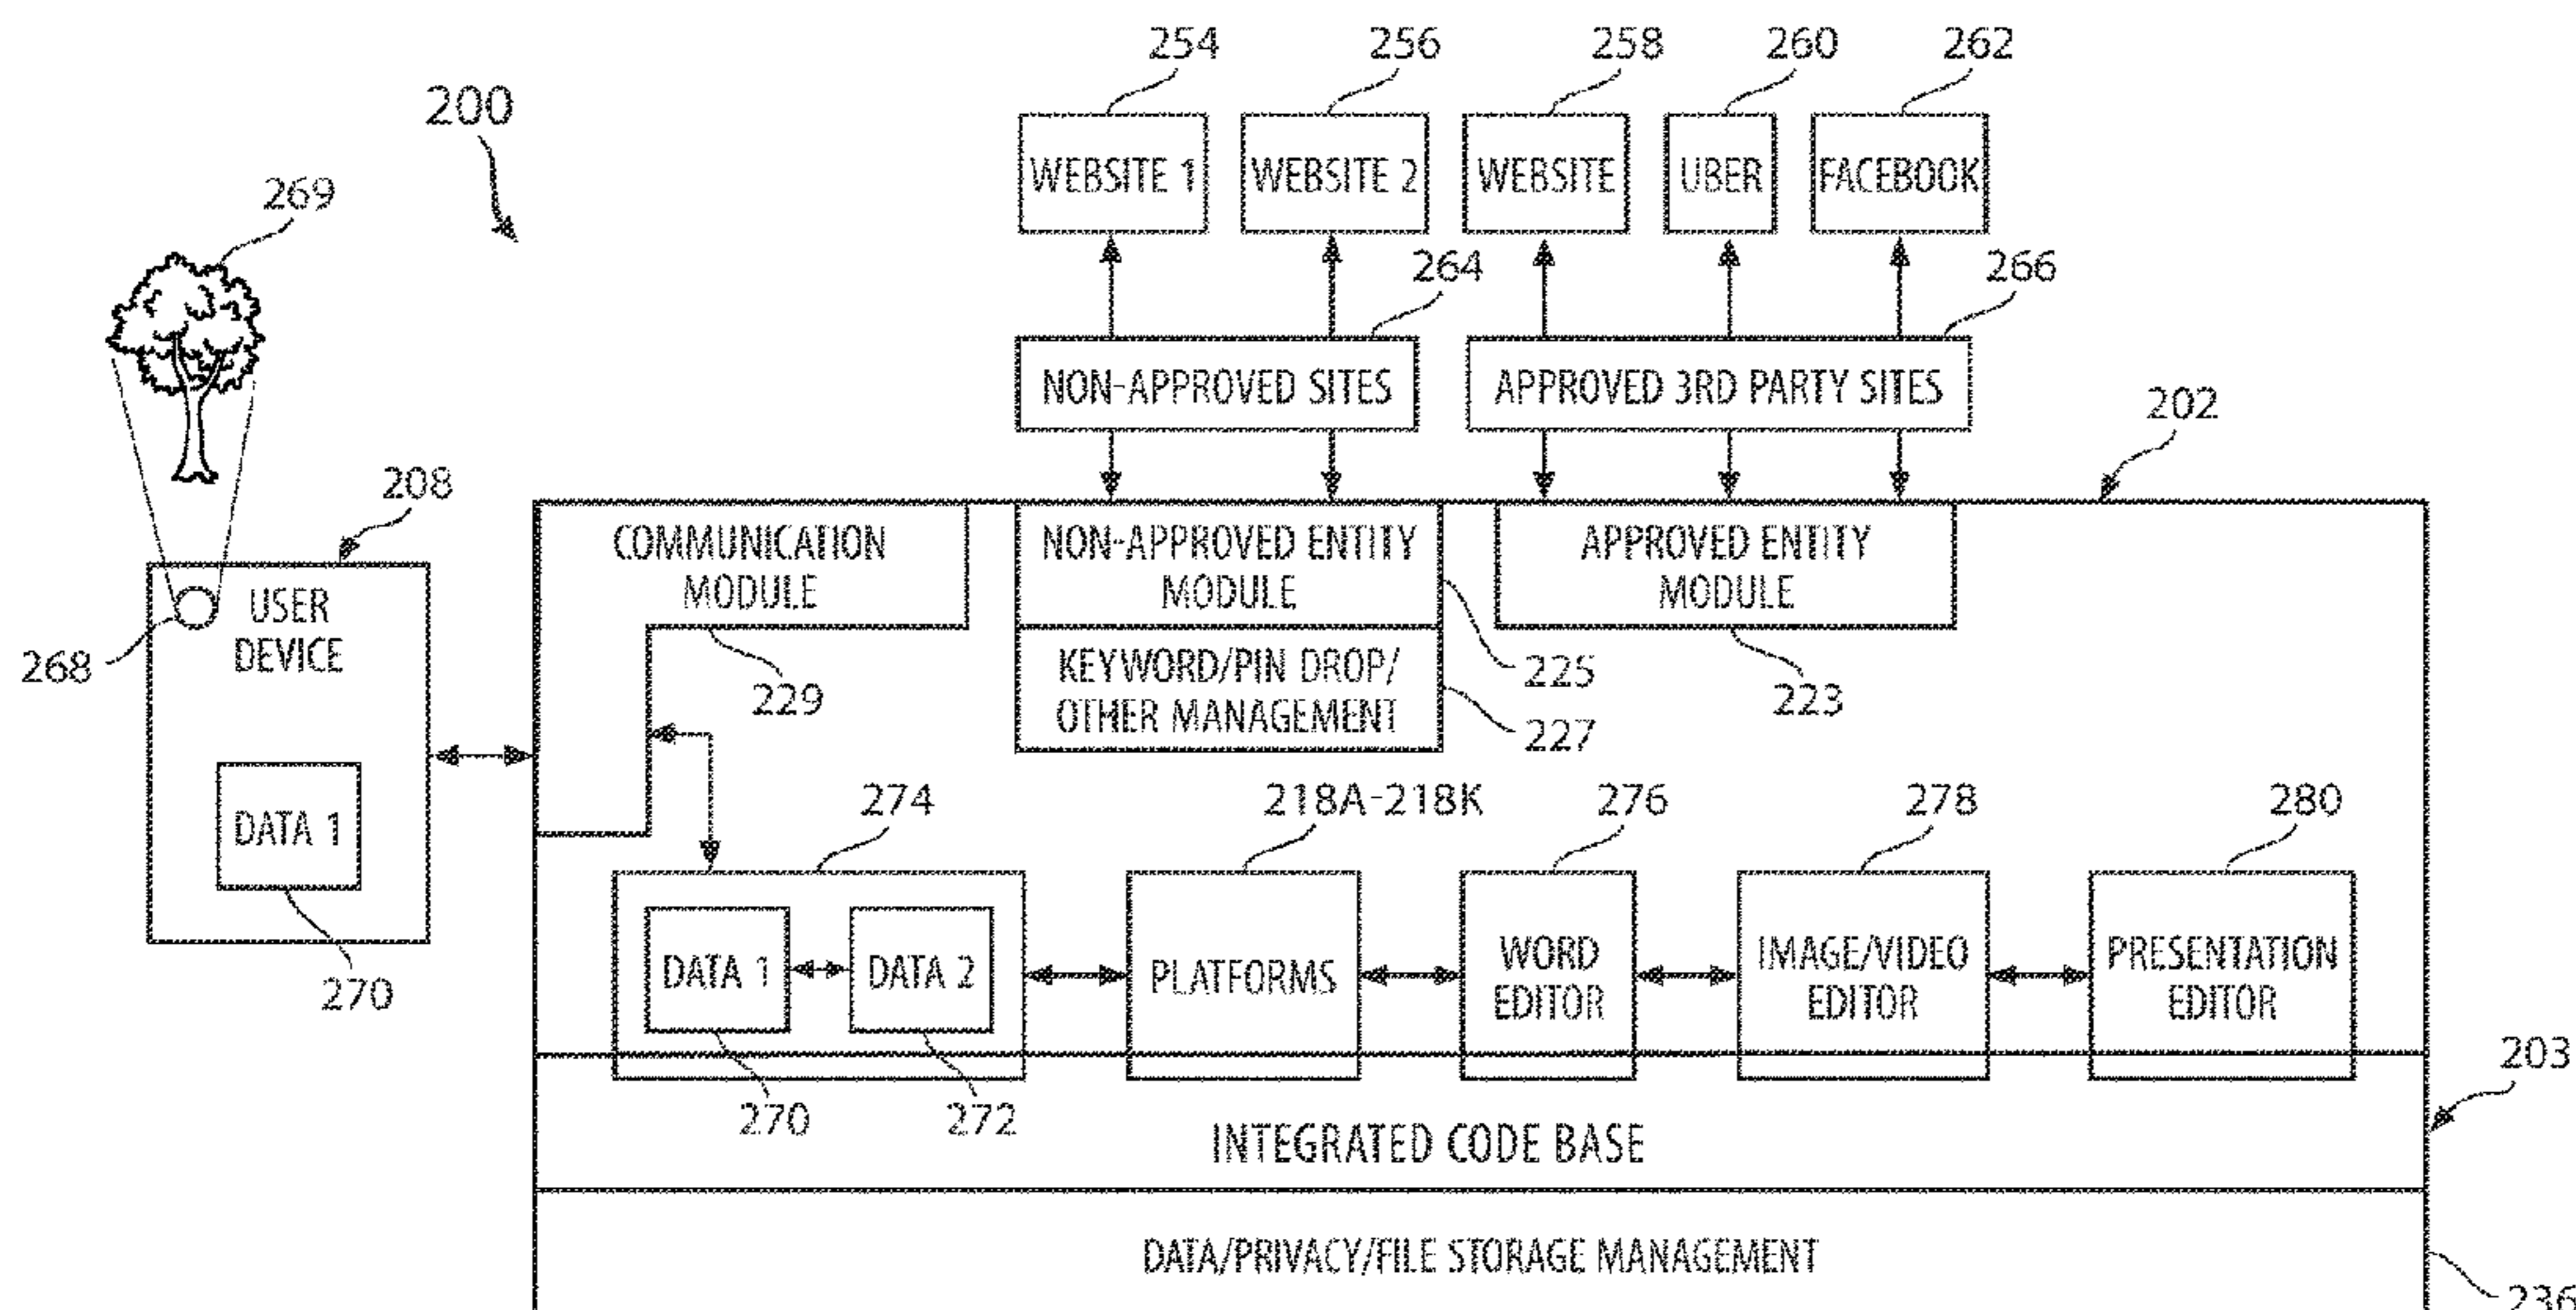 254 256 258 260 262
200
WEBSITE 1 WEBSITE 2 WEBSITE UBER FACEBOOK
269
264 266
NON-APPROVED SITES APPROVED 3RD PARTY SITES
202
208
COMMUNICATION MODULE
NON-APPROVED ENTITY MODULE
APPROVED ENTITY MODULE
USER DEVICE
268
KEYWORD/PIN DROP/
OTHER MANAGEMENT
229
225
223
227
274 218A-218K 276 278 280
DATA 1
270
DATA 1 DATA 2
PLATFORMS
WORD EDITOR
IMAGE/VIDEO EDITOR
PRESENTATION EDITOR
203
270 272
INTEGRATED CODE BASE
DATA/PRIVACY/FILE STORAGE MANAGEMENT
236